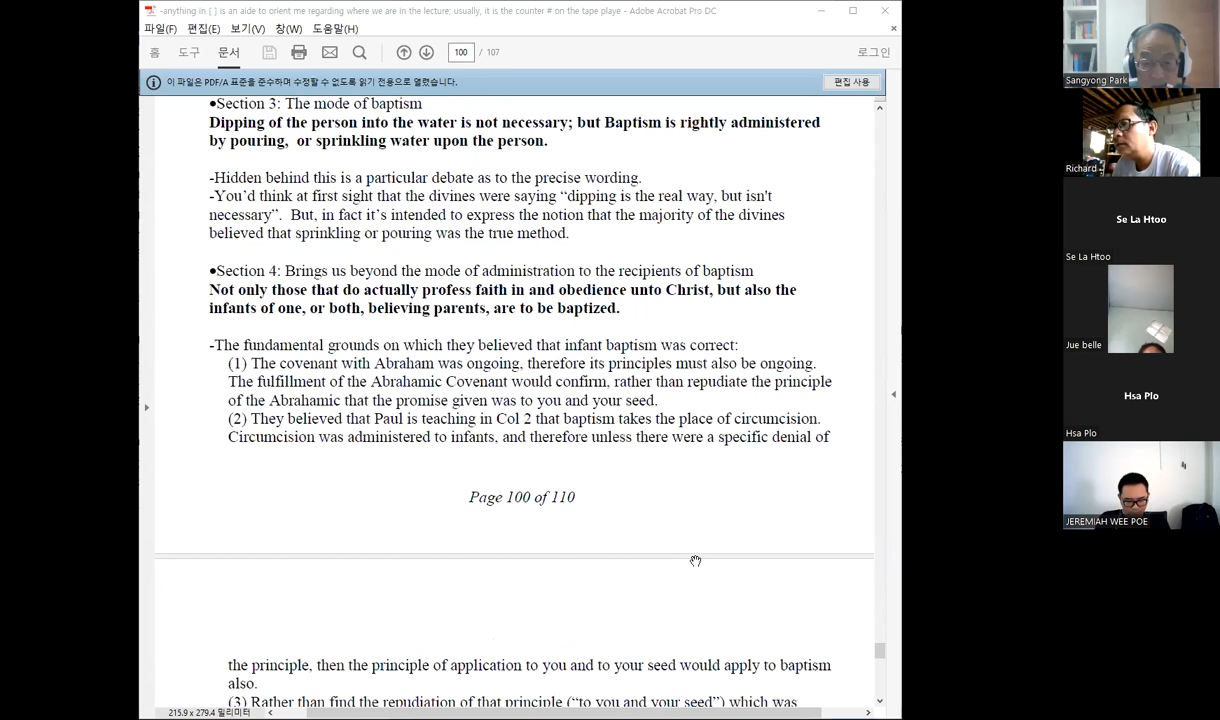 -anything in [ ] is an aide to orient me regarding where we are in the lecture; usually, it is the counter # on the tape playe - Adobe Acrobat Pro DC
파일(F) 편집(E) 보기(V) 창(W) 도움말(H)
홈 도구 문서 100 / 107 로그인
이 파일은 PDF/A 표준을 준수하며 수정할 수 없도록 읽기 전용으로 열렸습니다. 편집 사용
•Section 3: The mode of baptism
Dipping of the person into the water is not necessary; but Baptism is rightly administered
by pouring, or sprinkling water upon the person.
-Hidden behind this is a particular debate as to the precise wording.
-You'd think at first sight that the divines were saying “dipping is the real way, but isn't
necessary”. But, in fact it's intended to express the notion that the majority of the divines
believed that sprinkling or pouring was the true method.
•Section 4: Brings us beyond the mode of administration to the recipients of baptism
Not only those that do actually profess faith in and obedience unto Christ, but also the
infants of one, or both, believing parents, are to be baptized.
-The fundamental grounds on which they believed that infant baptism was correct:
(1) The covenant with Abraham was ongoing, therefore its principles must also be ongoing.
The fulfillment of the Abrahamic Covenant would confirm, rather than repudiate the principle
of the Abrahamic that the promise given was to you and your seed.
(2) They believed that Paul is teaching in Col 2 that baptism takes the place of circumcision.
Circumcision was administered to infants, and therefore unless there were a specific denial of
Page 100 of 110
the principle, then the principle of application to you and to your seed would apply to baptism
also.
(3) Rather than find the repudiation of that principle (“to you and your seed”) which was
215.9 x 279.4 밀리미터
Sangyong Park
Richard
Se La Htoo
Se La Htoo
Jue belle
Hsa Plo
Hsa Plo
JEREMIAH WEE POE